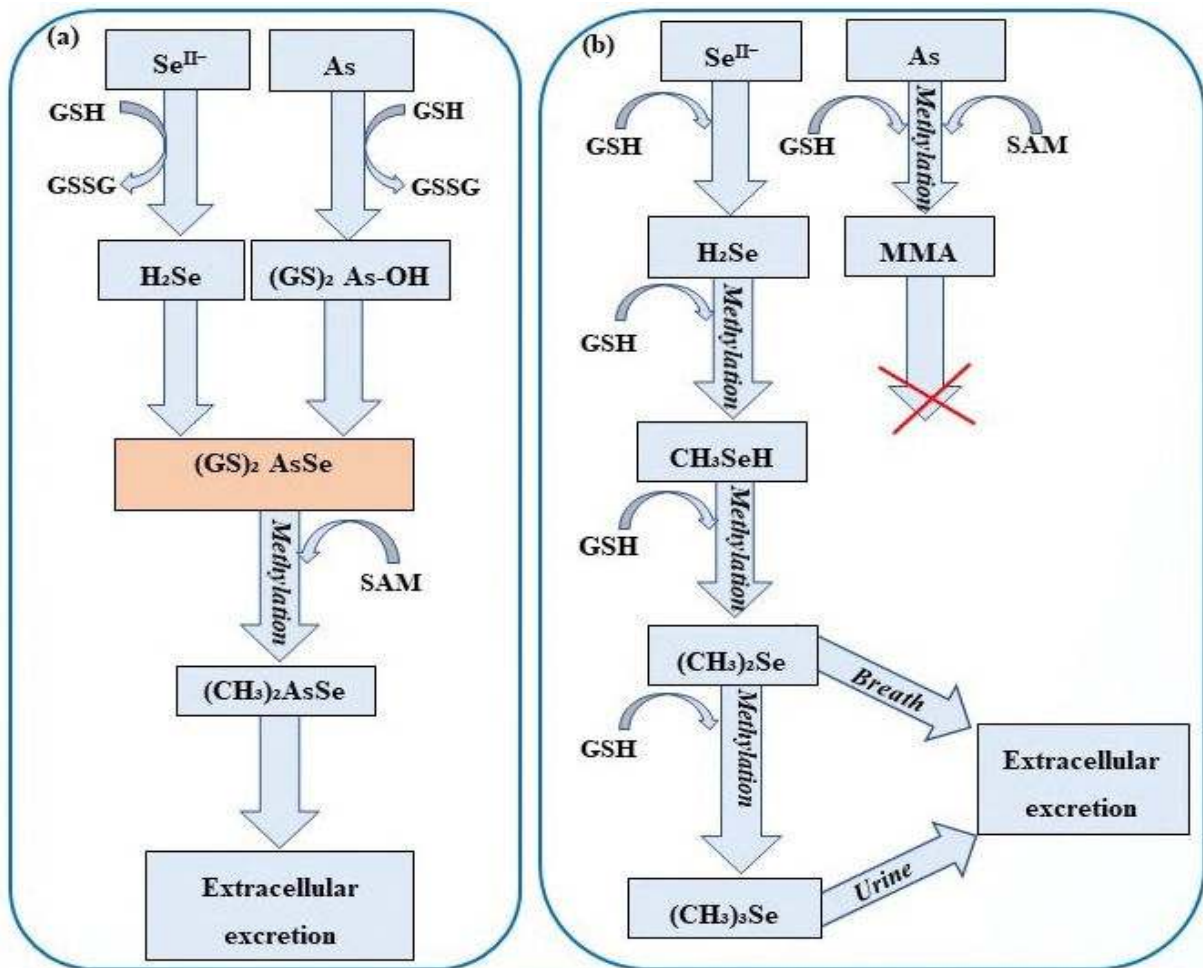 (a)
Se^II−
As
GSH
GSH
GSSG
GSSG
H₂Se
(GS)₂ As-OH
(GS)₂ AsSe
Methylation
SAM
(CH₃)₂AsSe
Extracellular
excretion
(b)
Se^II−
As
GSH
GSH
Methylation
SAM
H₂Se
MMA
GSH
Methylation
CH₃SeH
GSH
Methylation
(CH₃)₂Se
Breath
GSH
Methylation
Extracellular
excretion
Urine
(CH₃)₃Se